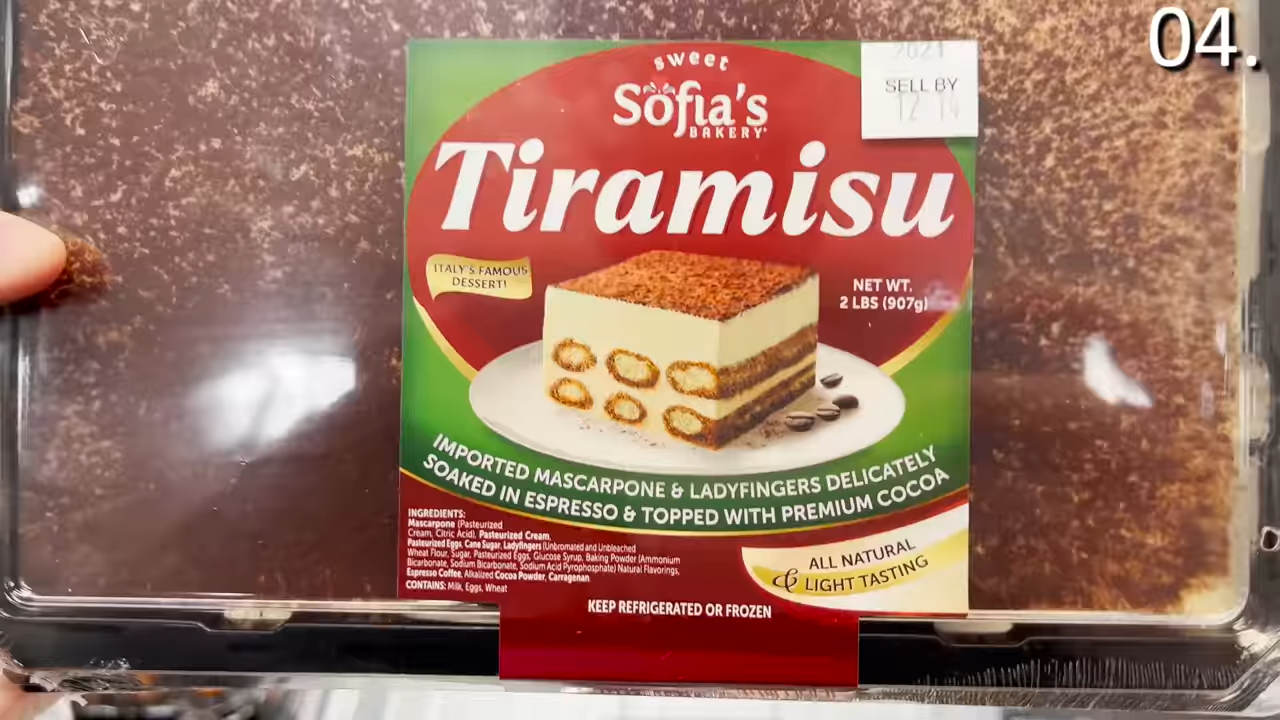 04.
2021
SELL BY
12 14
sweet
Sofia's
BAKERY
Tiramisu
ITALY'S FAMOUS
DESSERT!
NET WT.
2 LBS (907g)
IMPORTED MASCARPONE & LADYFINGERS DELICATELY
SOAKED IN ESPRESSO & TOPPED WITH PREMIUM COCOA
INGREDIENTS:
Mascarpone (Pasteurized
Cream, Citric Acid), Pasteurized Cream,
Pasteurized Eggs, Cane Sugar, Ladyfingers (Unbromated and Unbleached
Wheat Flour, Sugar, Pasteurized Eggs, Glucose Syrup, Baking Powder (Ammonium
Bicarbonate, Sodium Bicarbonate, Sodium Acid Pyrophosphate) Natural Flavorings,
Espresso Coffee, Alkalized Cocoa Powder, Carragenan.
CONTAINS: Milk, Eggs, Wheat
ALL NATURAL
& LIGHT TASTING
KEEP REFRIGERATED OR FROZEN